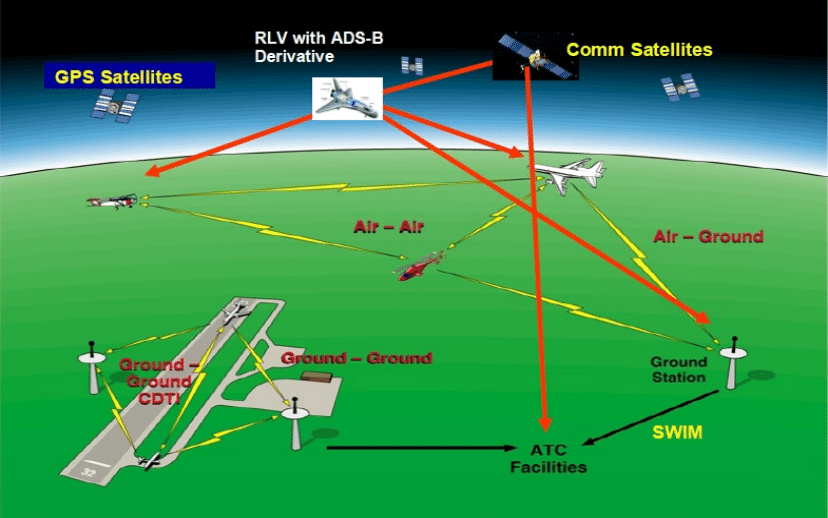 RLV with ADS-B
Derivative
Comm Satellites
GPS Satellites
Air – Air
Air – Ground
Ground –
Ground
CDTI
Ground – Ground
Ground
Station
SWIM
ATC
Facilities
32